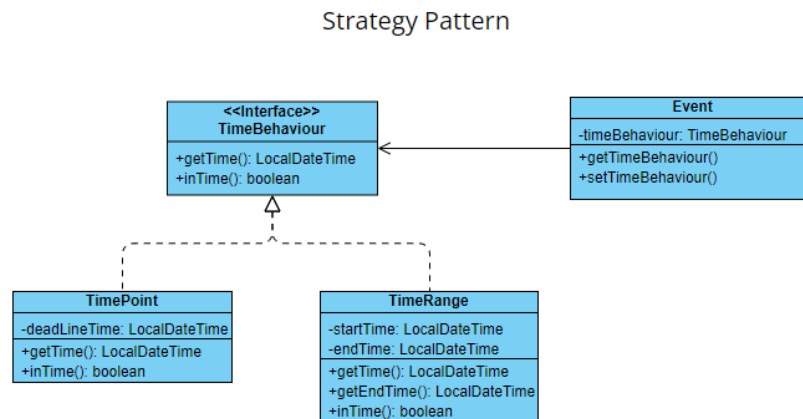 Strategy Pattern
<<Interface>>
TimeBehaviour
+getTime(): LocalDateTime
+inTime(): boolean
Event
-timeBehaviour: TimeBehaviour
+getTimeBehaviour()
+setTimeBehaviour()
TimePoint
-deadLineTime: LocalDateTime
+getTime(): LocalDateTime
+inTime(): boolean
TimeRange
-startTime: LocalDateTime
-endTime: LocalDateTime
+getTime(): LocalDateTime
+getEndTime(): LocalDateTime
+inTime(): boolean